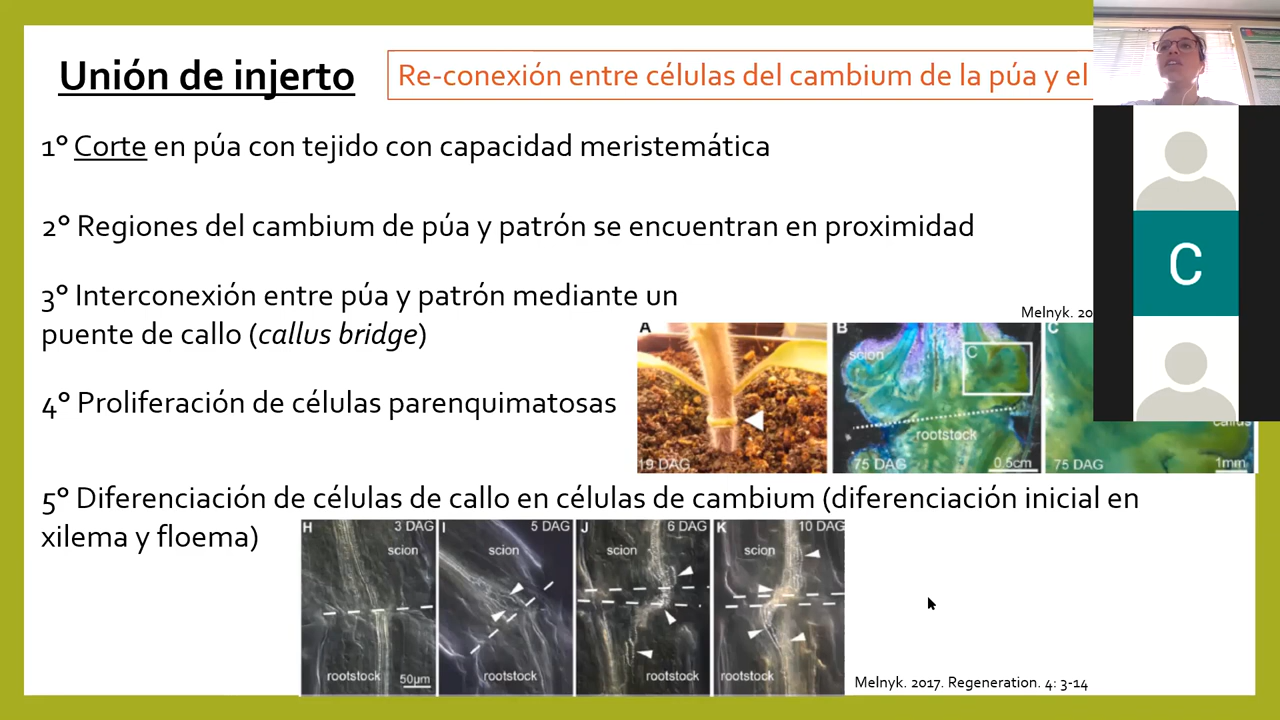 Unión de injerto
Re-conexión entre células del cambium de la púa y el
1º Corte en púa con tejido con capacidad meristemática
2º Regiones del cambium de púa y patrón se encuentran en proximidad
3º Interconexión entre púa y patrón mediante un
puente de callo (callus bridge)
4º Proliferación de células parenquimatosas
5º Diferenciación de células de callo en células de cambium (diferenciación inicial en
xilema y floema)
Melnyk. 20
A
19 DAG
B
scion
C
rootstock
75 DAG
0.5cm
C
callus
75 DAG
1mm
H
3 DAG
scion
rootstock
50µm
I
5 DAG
scion
rootstock
J
6 DAG
scion
rootstock
K
10 DAG
scion
rootstock
Melnyk. 2017. Regeneration. 4: 3-14
C